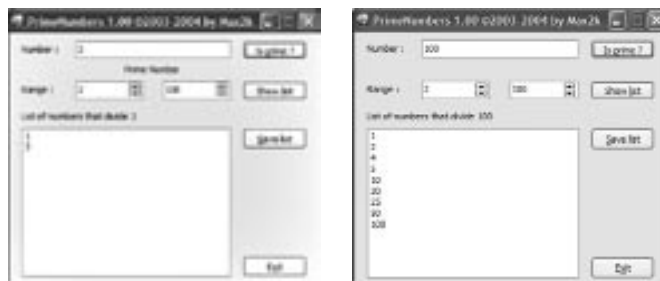 PrimeNumbers 1.00 ©2003-2004 by Max2k
Number :
Is prime ?
Prime Number
Range : 2 100
Show list
List of numbers that divide
1
Save list
Exit
PrimeNumbers 1.00 ©2003-2004 by Max2k
Number : 100
Is prime ?
Range : 2 100
Show list
List of numbers that divide 100
1
2
4
5
10
20
25
50
100
Save list
Exit